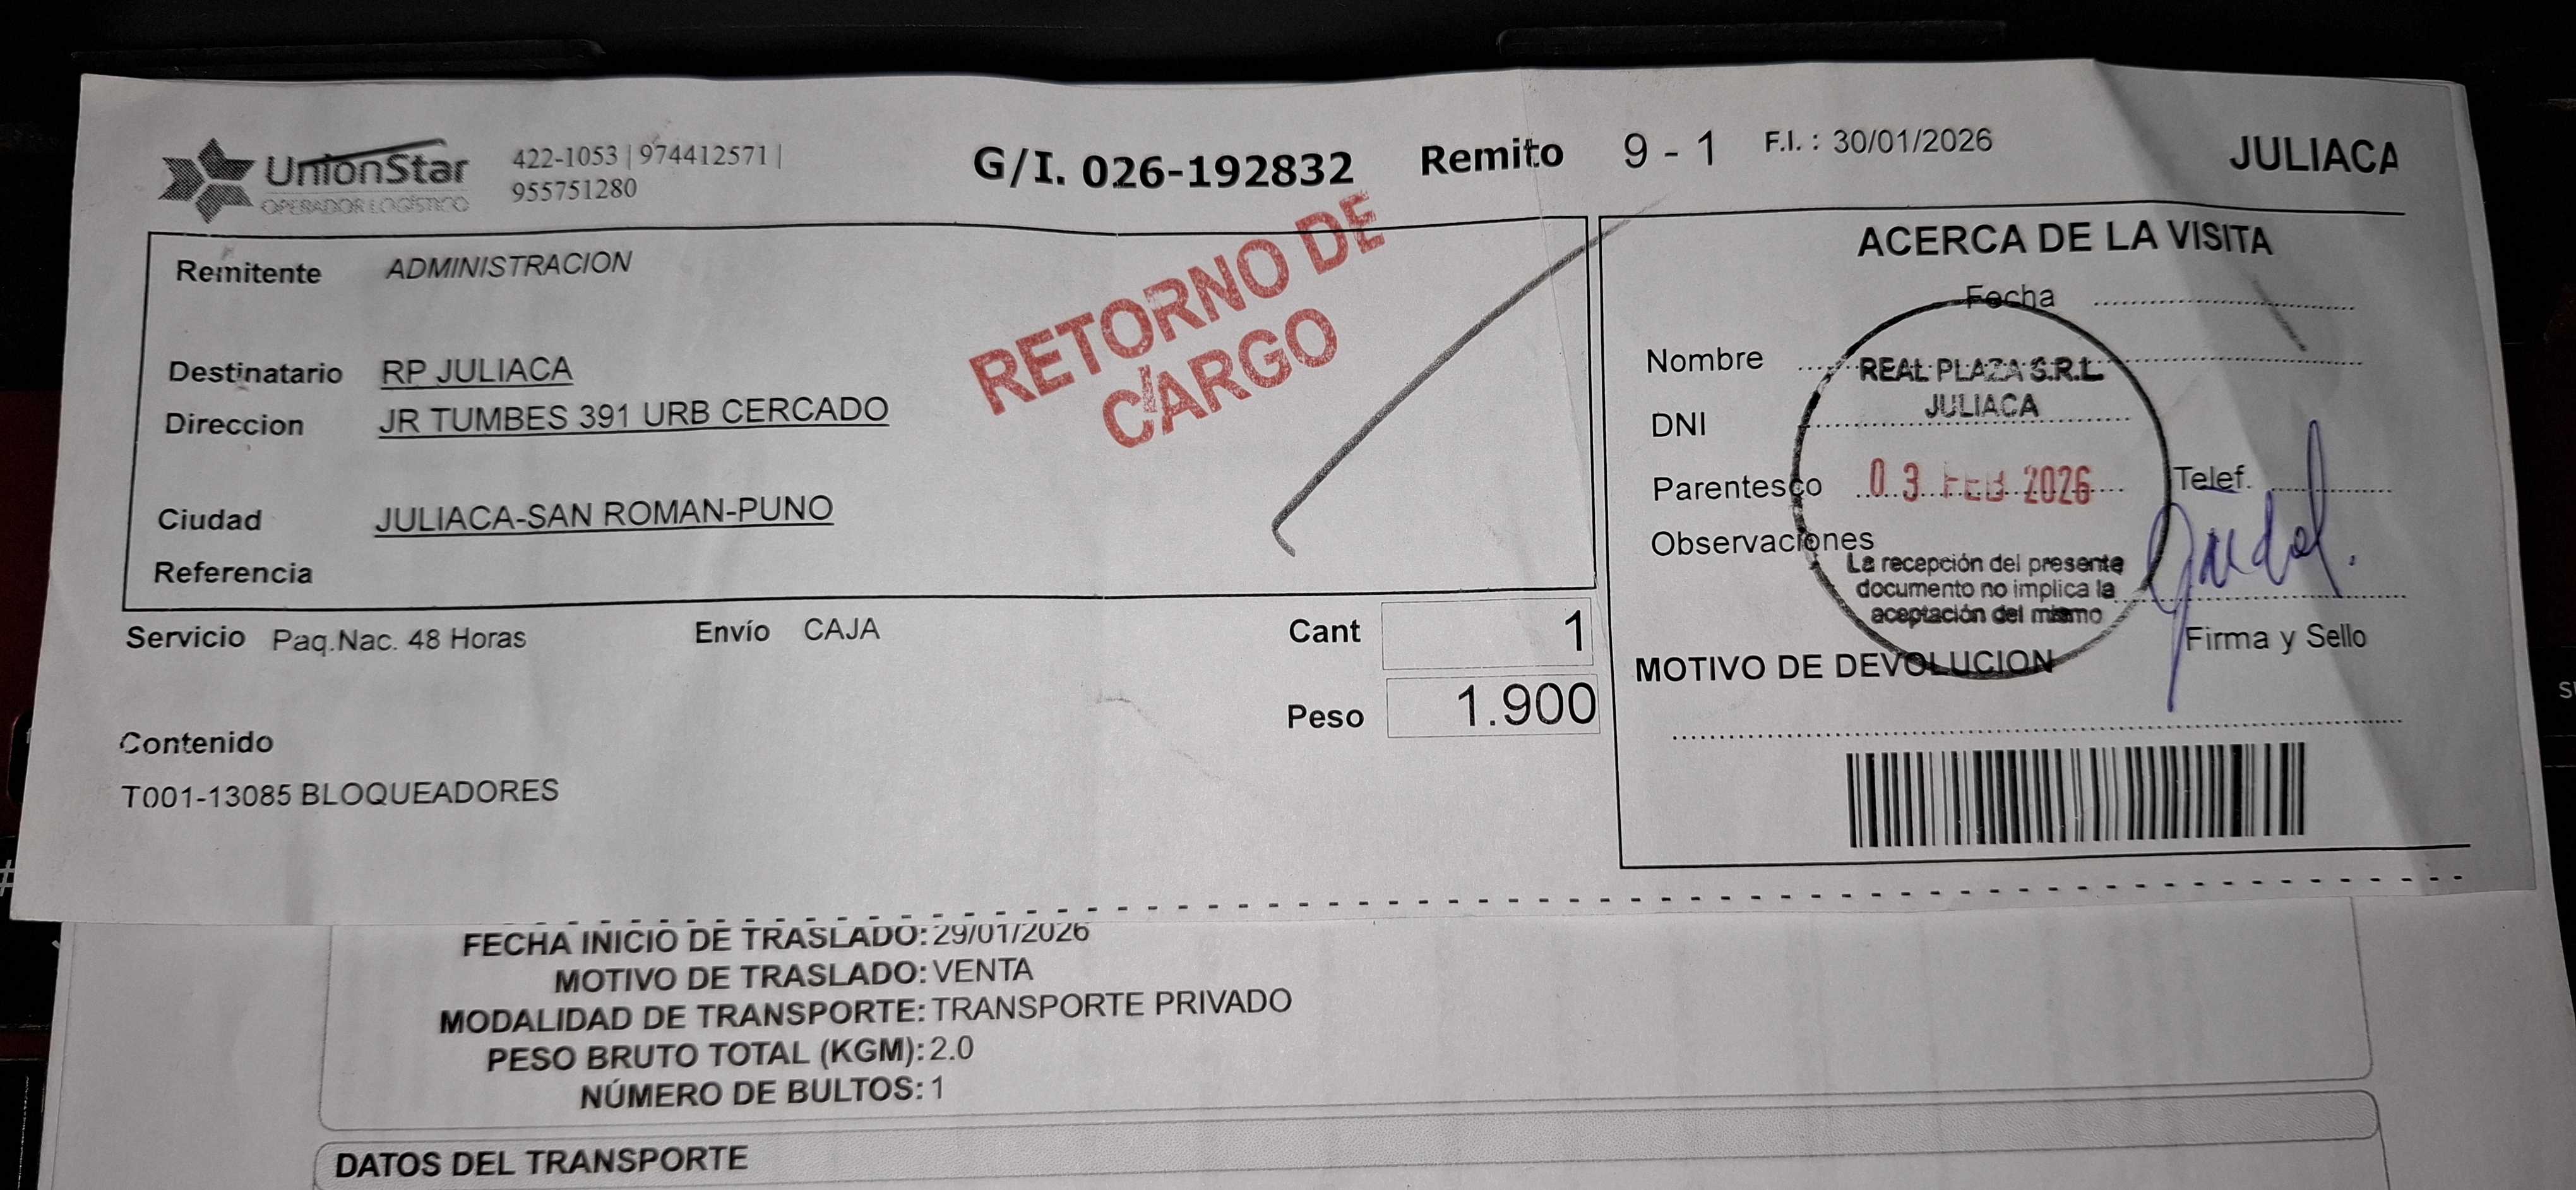 UnionStar
OPERADOR LOGÍSTICO
422-1053 | 974412571 |
955751280
G/I. 026-192832 Remito 9 - 1 F.I. : 30/01/2026 JULIACA
Remitente ADMINISTRACION
Destinatario RP JULIACA
Direccion JR TUMBES 391 URB CERCADO
Ciudad JULIACA-SAN ROMAN-PUNO
Referencia
RETORNO DE
CARGO
Servicio Paq.Nac. 48 Horas Envío CAJA Cant 1
Peso 1.900
Contenido
T001-13085 BLOQUEADORES
ACERCA DE LA VISITA
Fecha
Nombre
DNI
Parentesco Telef.
Observaciones
Firma y Sello
MOTIVO DE DEVOLUCION
REAL PLAZA S.R.L
JULIACA
03 FEB 2026
La recepción del presente
documento no implica la
aceptación del mismo
FECHA INICIO DE TRASLADO: 29/01/2026
MOTIVO DE TRASLADO: VENTA
MODALIDAD DE TRANSPORTE: TRANSPORTE PRIVADO
PESO BRUTO TOTAL (KGM): 2.0
NÚMERO DE BULTOS: 1
DATOS DEL TRANSPORTE